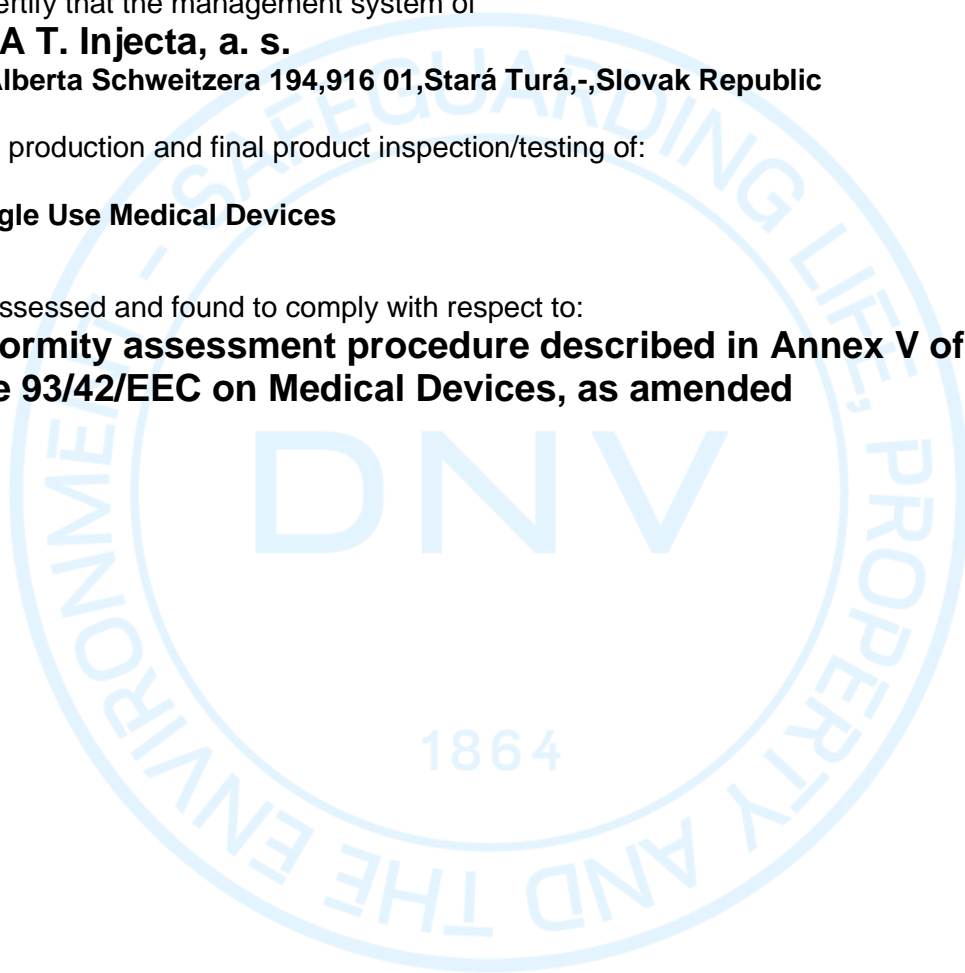 ertify that the management system of
A T. Injecta, a. s.
lberta Schweitzera 194,916 01,Stará Turá,-,Slovak Republic
production and final product inspection/testing of:
gle Use Medical Devices
ssessed and found to comply with respect to:
ormity assessment procedure described in Annex V of
e 93/42/EEC on Medical Devices, as amended
SAFEGUARDING LIFE, PROPERTY AND THE ENVIRONMENT -
DNV
1864